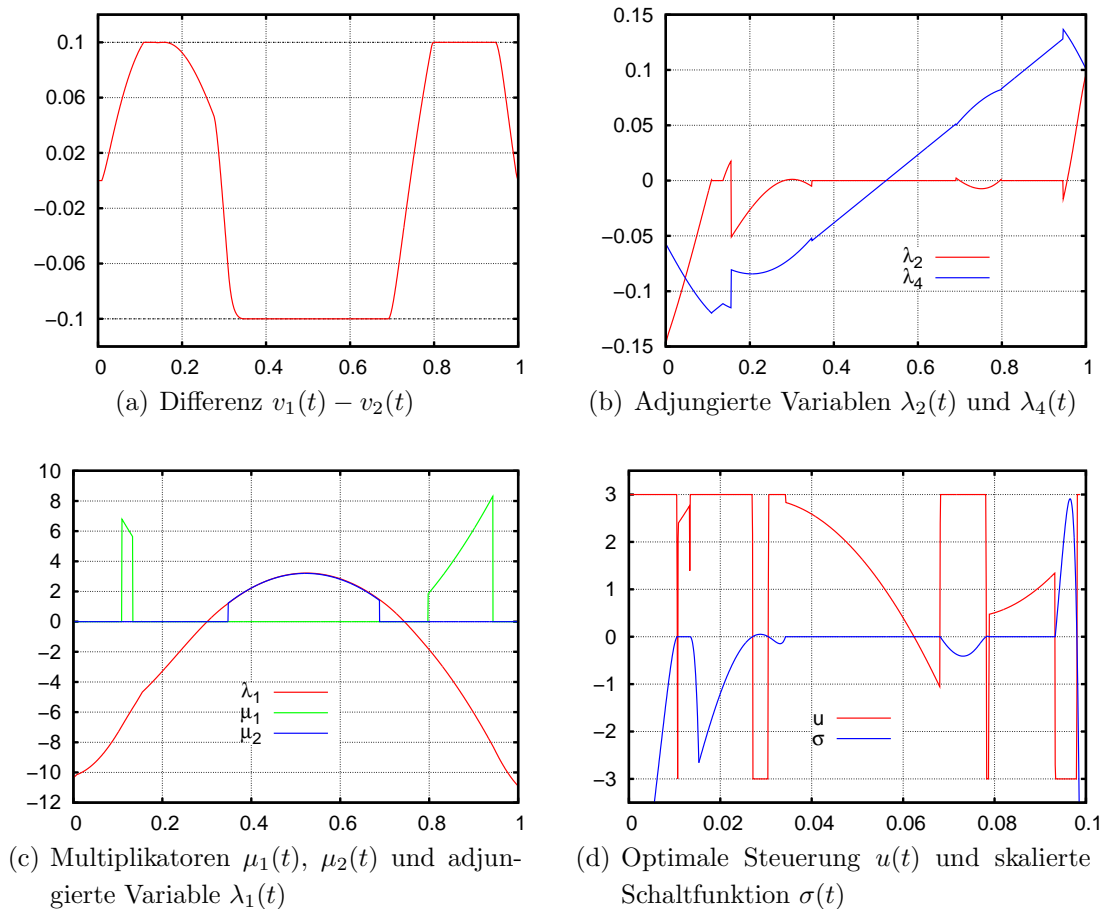 0.1
0.06
0.02
−0.02
−0.06
−0.1
0 0.2 0.4 0.6 0.8 1
(a) Differenz v₁(t) − v₂(t)
0.15
0.1
0.05
0
−0.05
−0.1
−0.15
λ₂
λ₄
0 0.2 0.4 0.6 0.8 1
(b) Adjungierte Variablen λ₂(t) und λ₄(t)
10
8
6
4
2
0
−2
−4
−6
−8
−10
−12
λ₁
μ₁
μ₂
0 0.2 0.4 0.6 0.8 1
(c) Multiplikatoren μ₁(t), μ₂(t) und adjun-
gierte Variable λ₁(t)
3
2
1
0
−1
−2
−3
u
σ
0.00 0.02 0.04 0.06 0.08 0.1
(d) Optimale Steuerung u(t) und skalierte
Schaltfunktion σ(t)